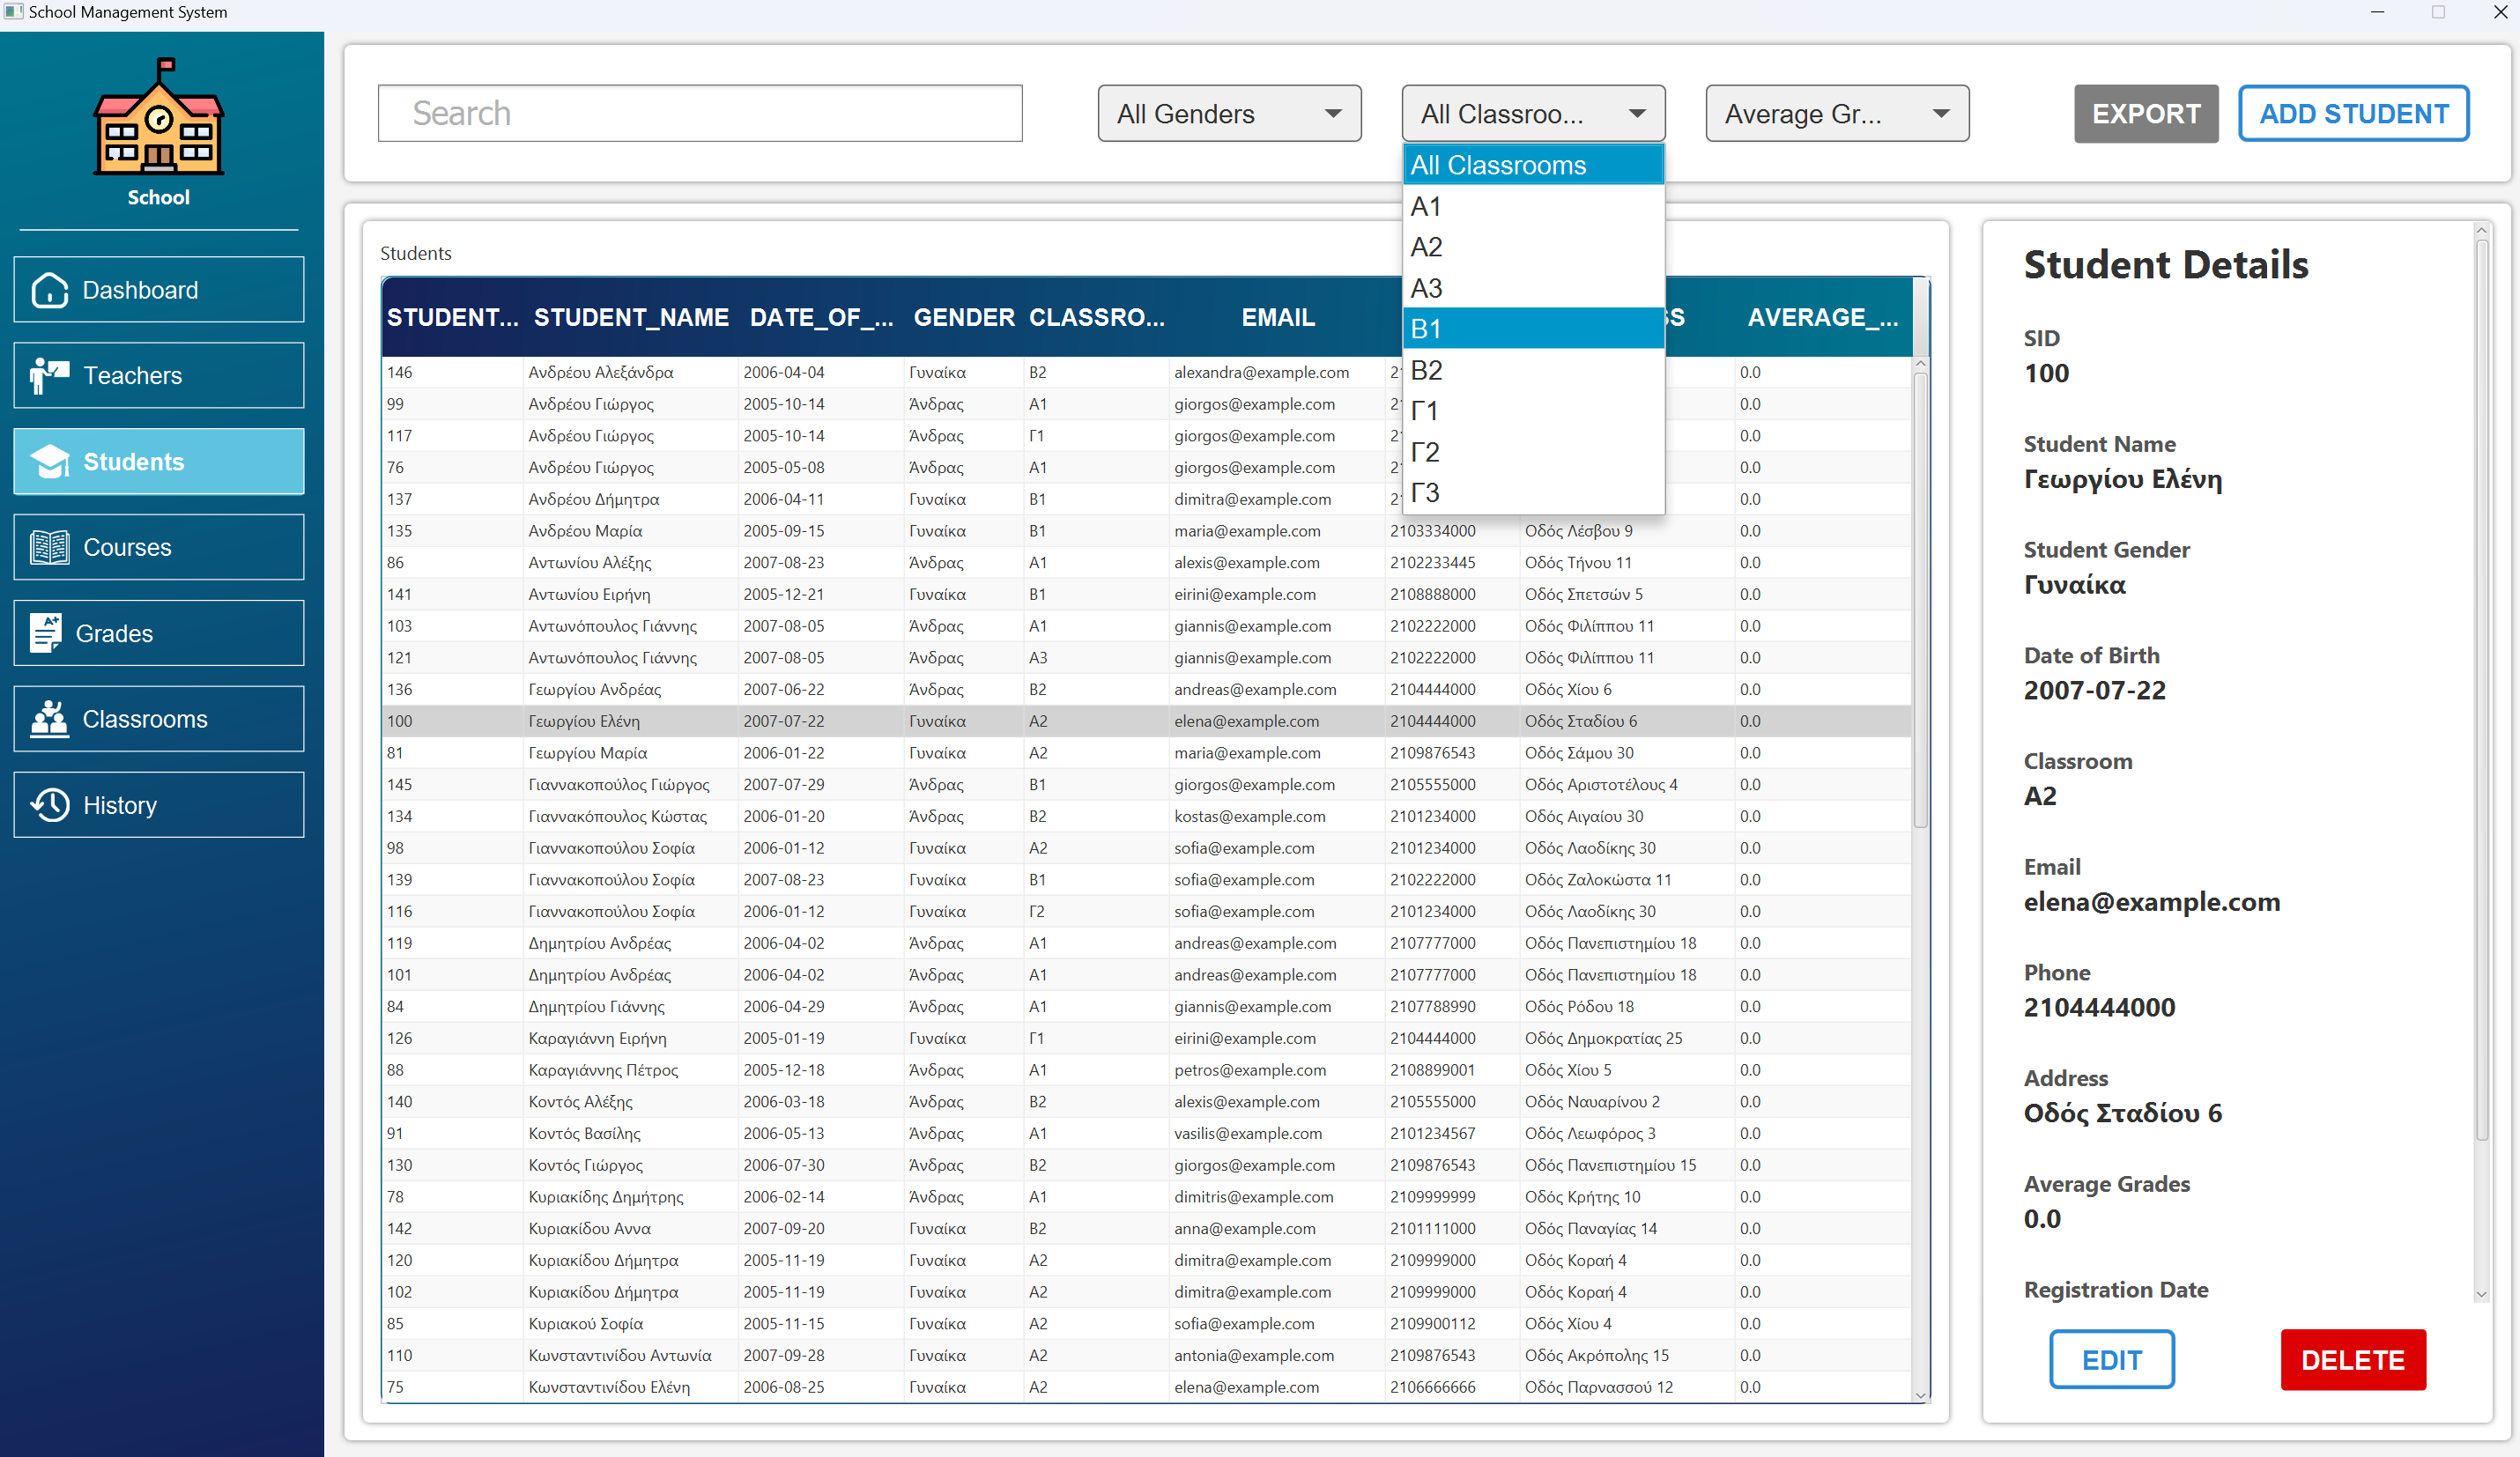 School Management System
School
Dashboard
Teachers
Students
Courses
Grades
Classrooms
History
Search
All Genders
All Classroo...
Average Gr...
EXPORT
ADD STUDENT
All Classrooms
A1
A2
A3
B1
B2
Γ1
Γ2
Γ3
Students
STUDENT... STUDENT_NAME DATE_OF_... GENDER CLASSRO... EMAIL AVERAGE_...
146 Ανδρέου Αλεξάνδρα 2006-04-04 Γυναίκα B2 alexandra@example.com 0.0
99 Ανδρέου Γιώργος 2005-10-14 Άνδρας A1 giorgos@example.com 0.0
117 Ανδρέου Γιώργος 2005-10-14 Άνδρας Γ1 giorgos@example.com 0.0
76 Ανδρέου Γιώργος 2005-05-08 Άνδρας A1 giorgos@example.com 0.0
137 Ανδρέου Δήμητρα 2006-04-11 Γυναίκα B1 dimitra@example.com 0.0
135 Ανδρέου Μαρία 2005-09-15 Γυναίκα B1 maria@example.com 2103334000 Οδός Λέσβου 9 0.0
86 Αντωνίου Αλέξης 2007-08-23 Άνδρας A1 alexis@example.com 2102233445 Οδός Τήνου 11 0.0
141 Αντωνίου Ειρήνη 2005-12-21 Γυναίκα B1 eirini@example.com 2108888000 Οδός Σπετσών 5 0.0
103 Αντωνόπουλος Γιάννης 2007-08-05 Άνδρας A1 giannis@example.com 2102222000 Οδός Φιλίππου 11 0.0
121 Αντωνόπουλος Γιάννης 2007-08-05 Άνδρας A3 giannis@example.com 2102222000 Οδός Φιλίππου 11 0.0
136 Γεωργίου Ανδρέας 2007-06-22 Άνδρας B2 andreas@example.com 2104444000 Οδός Χίου 6 0.0
100 Γεωργίου Ελένη 2007-07-22 Γυναίκα A2 elena@example.com 2104444000 Οδός Σταδίου 6 0.0
81 Γεωργίου Μαρία 2006-01-22 Γυναίκα A2 maria@example.com 2109876543 Οδός Σάμου 30 0.0
145 Γιαννακοπούλος Γιώργος 2007-07-29 Άνδρας B1 giorgos@example.com 2105555000 Οδός Αριστοτέλους 4 0.0
134 Γιαννακόπουλος Κώστας 2006-01-20 Άνδρας B2 kostas@example.com 2101234000 Οδός Αιγαίου 30 0.0
98 Γιαννακοπούλου Σοφία 2006-01-12 Γυναίκα A2 sofia@example.com 2101234000 Οδός Λαοδίκης 30 0.0
139 Γιαννακοπούλου Σοφία 2007-08-23 Γυναίκα B1 sofia@example.com 2102222000 Οδός Ζαλοκώστα 11 0.0
116 Γιαννακοπούλου Σοφία 2006-01-12 Γυναίκα Γ2 sofia@example.com 2101234000 Οδός Λαοδίκης 30 0.0
119 Δημητρίου Ανδρέας 2006-04-02 Άνδρας A1 andreas@example.com 2107777000 Οδός Πανεπιστημίου 18 0.0
101 Δημητρίου Ανδρέας 2006-04-02 Άνδρας A1 andreas@example.com 2107777000 Οδός Πανεπιστημίου 18 0.0
84 Δημητρίου Γιάννης 2006-04-29 Άνδρας A1 giannis@example.com 2107788990 Οδός Ρόδου 18 0.0
126 Καραγιάννη Ειρήνη 2005-01-19 Γυναίκα Γ1 eirini@example.com 2104444000 Οδός Δημοκρατίας 25 0.0
88 Καραγιάννης Πέτρος 2005-12-18 Άνδρας A1 petros@example.com 2108899001 Οδός Χίου 5 0.0
140 Κοντός Αλέξης 2006-03-18 Άνδρας B2 alexis@example.com 2105555000 Οδός Ναυαρίνου 2 0.0
91 Κοντός Βασίλης 2006-05-13 Άνδρας A1 vasilis@example.com 2101234567 Οδός Λεωφόρος 3 0.0
130 Κοντός Γιώργος 2006-07-30 Άνδρας B2 giorgos@example.com 2109876543 Οδός Πανεπιστημίου 15 0.0
78 Κυριακίδης Δημήτρης 2006-02-14 Άνδρας A1 dimitris@example.com 2109999999 Οδός Κρήτης 10 0.0
142 Κυριακίδου Αννα 2007-09-20 Γυναίκα B2 anna@example.com 2101111000 Οδός Παναγίας 14 0.0
120 Κυριακίδου Δήμητρα 2005-11-19 Γυναίκα A2 dimitra@example.com 2109999000 Οδός Κοραή 4 0.0
102 Κυριακίδου Δήμητρα 2005-11-19 Γυναίκα A2 dimitra@example.com 2109999000 Οδός Κοραή 4 0.0
85 Κυριακού Σοφία 2005-11-15 Γυναίκα A2 sofia@example.com 2109900112 Οδός Χίου 4 0.0
110 Κωνσταντινίδου Αντωνία 2007-09-28 Γυναίκα A2 antonia@example.com 2109876543 Οδός Ακρόπολης 15 0.0
75 Κωνσταντινίδου Ελένη 2006-08-25 Γυναίκα A2 elena@example.com 2106666666 Οδός Παρνασσού 12 0.0
Student Details
SID
100
Student Name
Γεωργίου Ελένη
Student Gender
Γυναίκα
Date of Birth
2007-07-22
Classroom
A2
Email
elena@example.com
Phone
2104444000
Address
Οδός Σταδίου 6
Average Grades
0.0
Registration Date
EDIT
DELETE